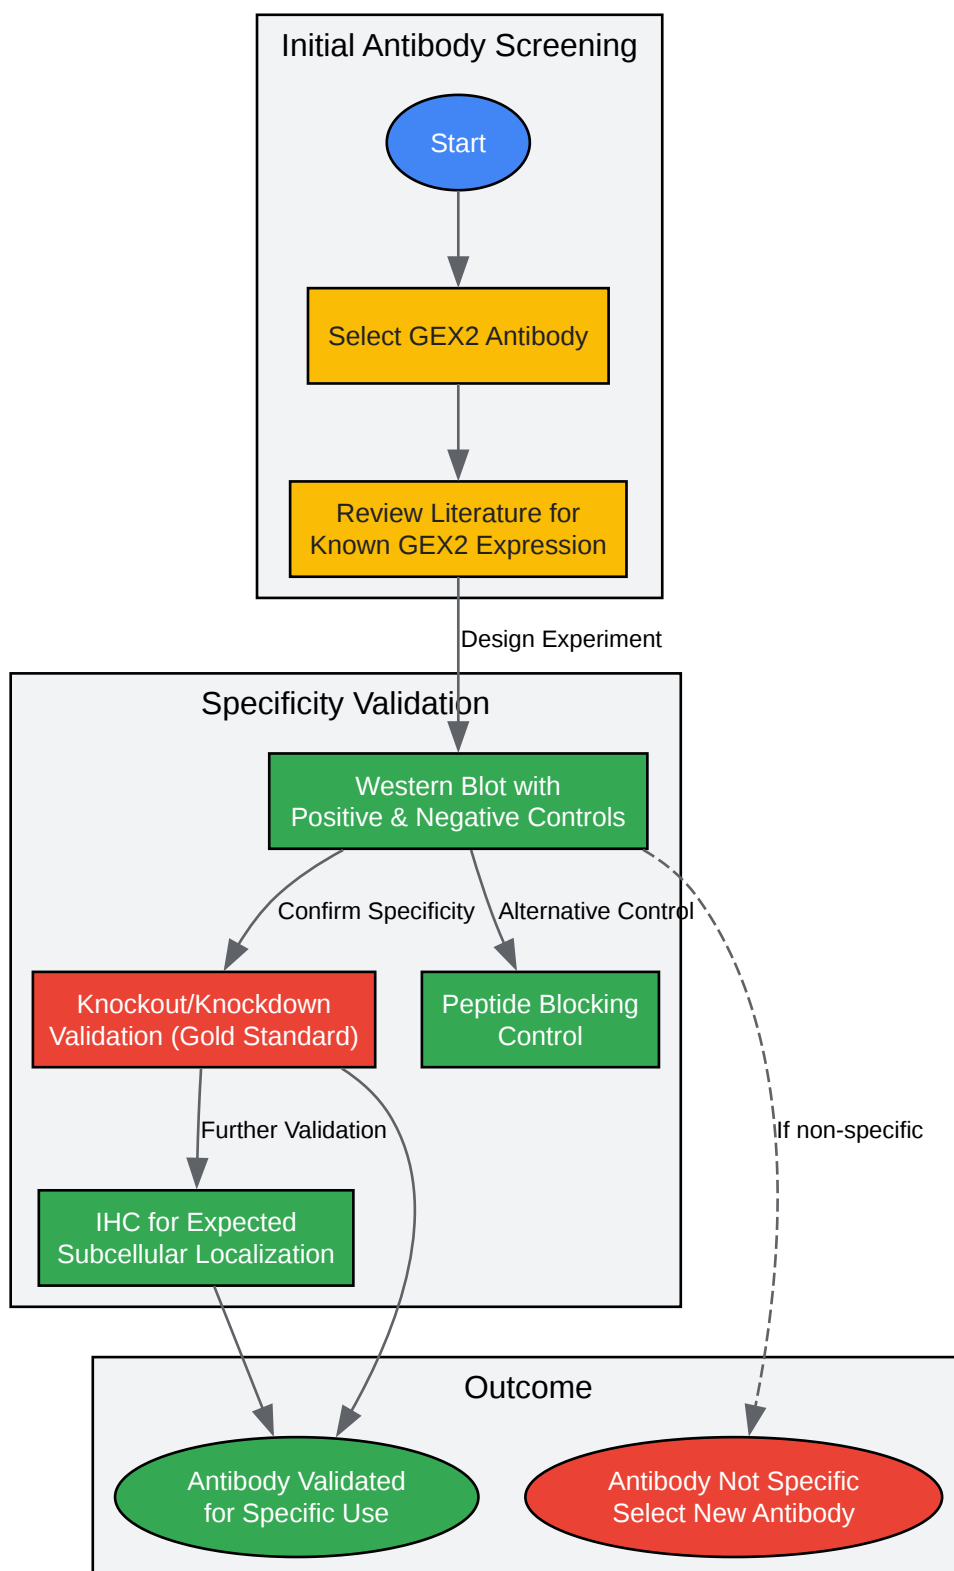 Initial Antibody Screening
Start
Select GEX2 Antibody
Review Literature for
Known GEX2 Expression
Design Experiment
Specificity Validation
Western Blot with
Positive & Negative Controls
Confirm Specificity
Alternative Control
Knockout/Knockdown
Validation (Gold Standard)
Peptide Blocking
Control
Further Validation
If non-specific
IHC for Expected
Subcellular Localization
Outcome
Antibody Validated
for Specific Use
Antibody Not Specific
Select New Antibody